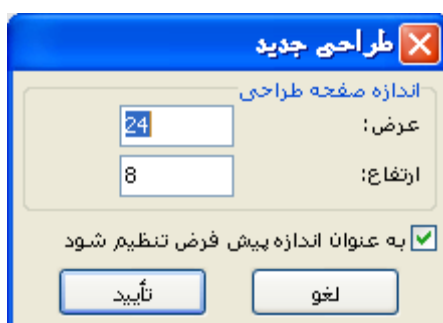 طراحی جدید
اندازه صفحه طراحی
عرض: 24
ارتفاع: 8
به عنوان اندازه پیش فرض تنظیم شود
لغو تأیید